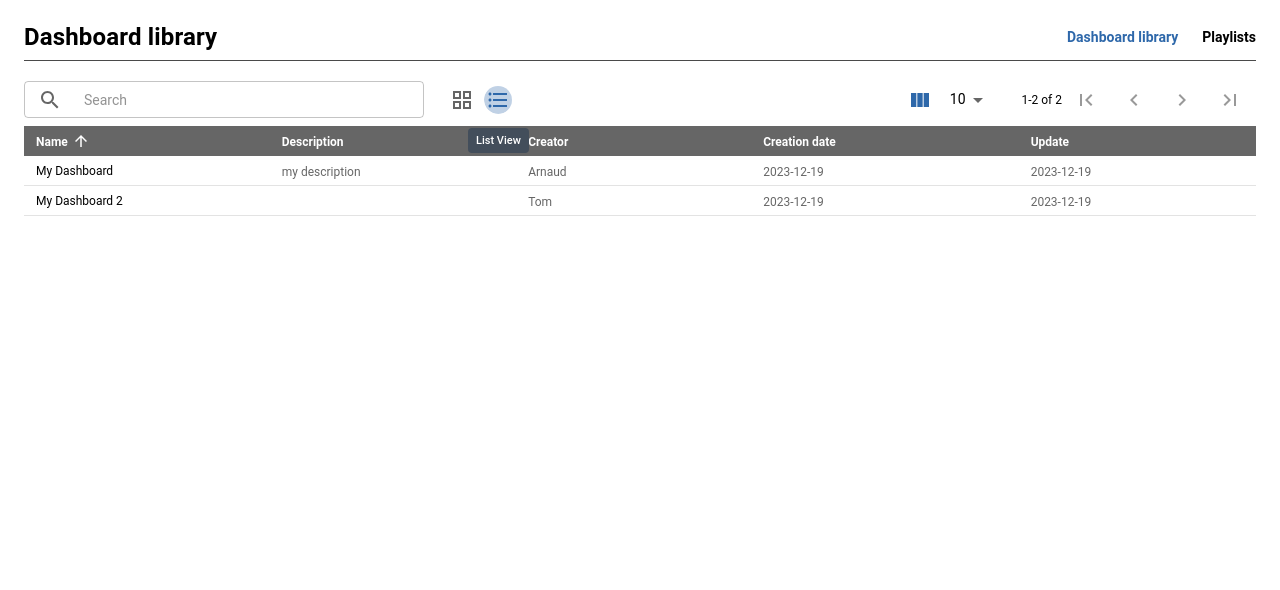 Dashboard library
Dashboard library Playlists
Search
10 1-2 of 2
List View
Name Description Creator Creation date Update
My Dashboard my description Arnaud 2023-12-19 2023-12-19
My Dashboard 2 Tom 2023-12-19 2023-12-19